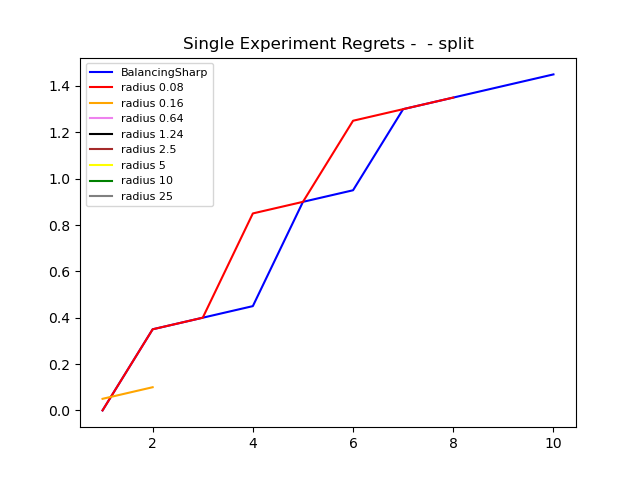 Single Experiment Regrets -  - split
BalancingSharp
radius 0.08
radius 0.16
radius 0.64
radius 1.24
radius 2.5
radius 5
radius 10
radius 25
1.4
1.2
1.0
0.8
0.6
0.4
0.2
0.0
2 4 6 8 10